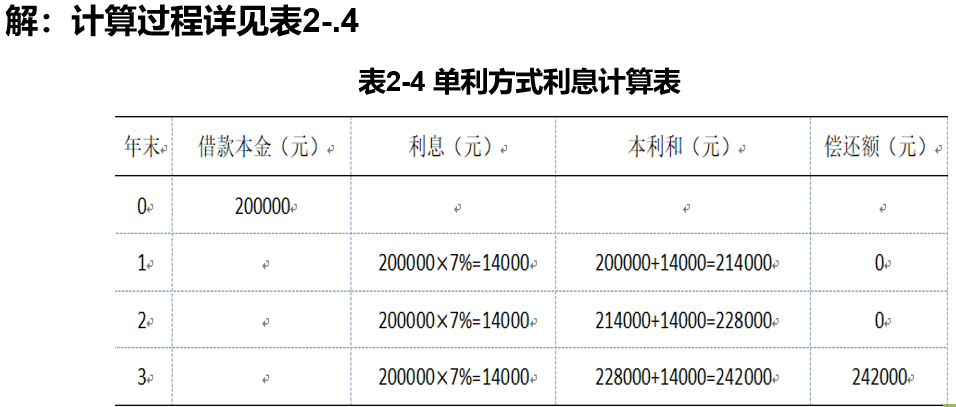 解：计算过程详见表2-.4
表2-4 单利方式利息计算表
年末 借款本金（元） 利息（元） 本利和（元） 偿还额（元）
0 200000
1 200000×7%=14000 200000+14000=214000 0
2 200000×7%=14000 214000+14000=228000 0
3 200000×7%=14000 228000+14000=242000 242000